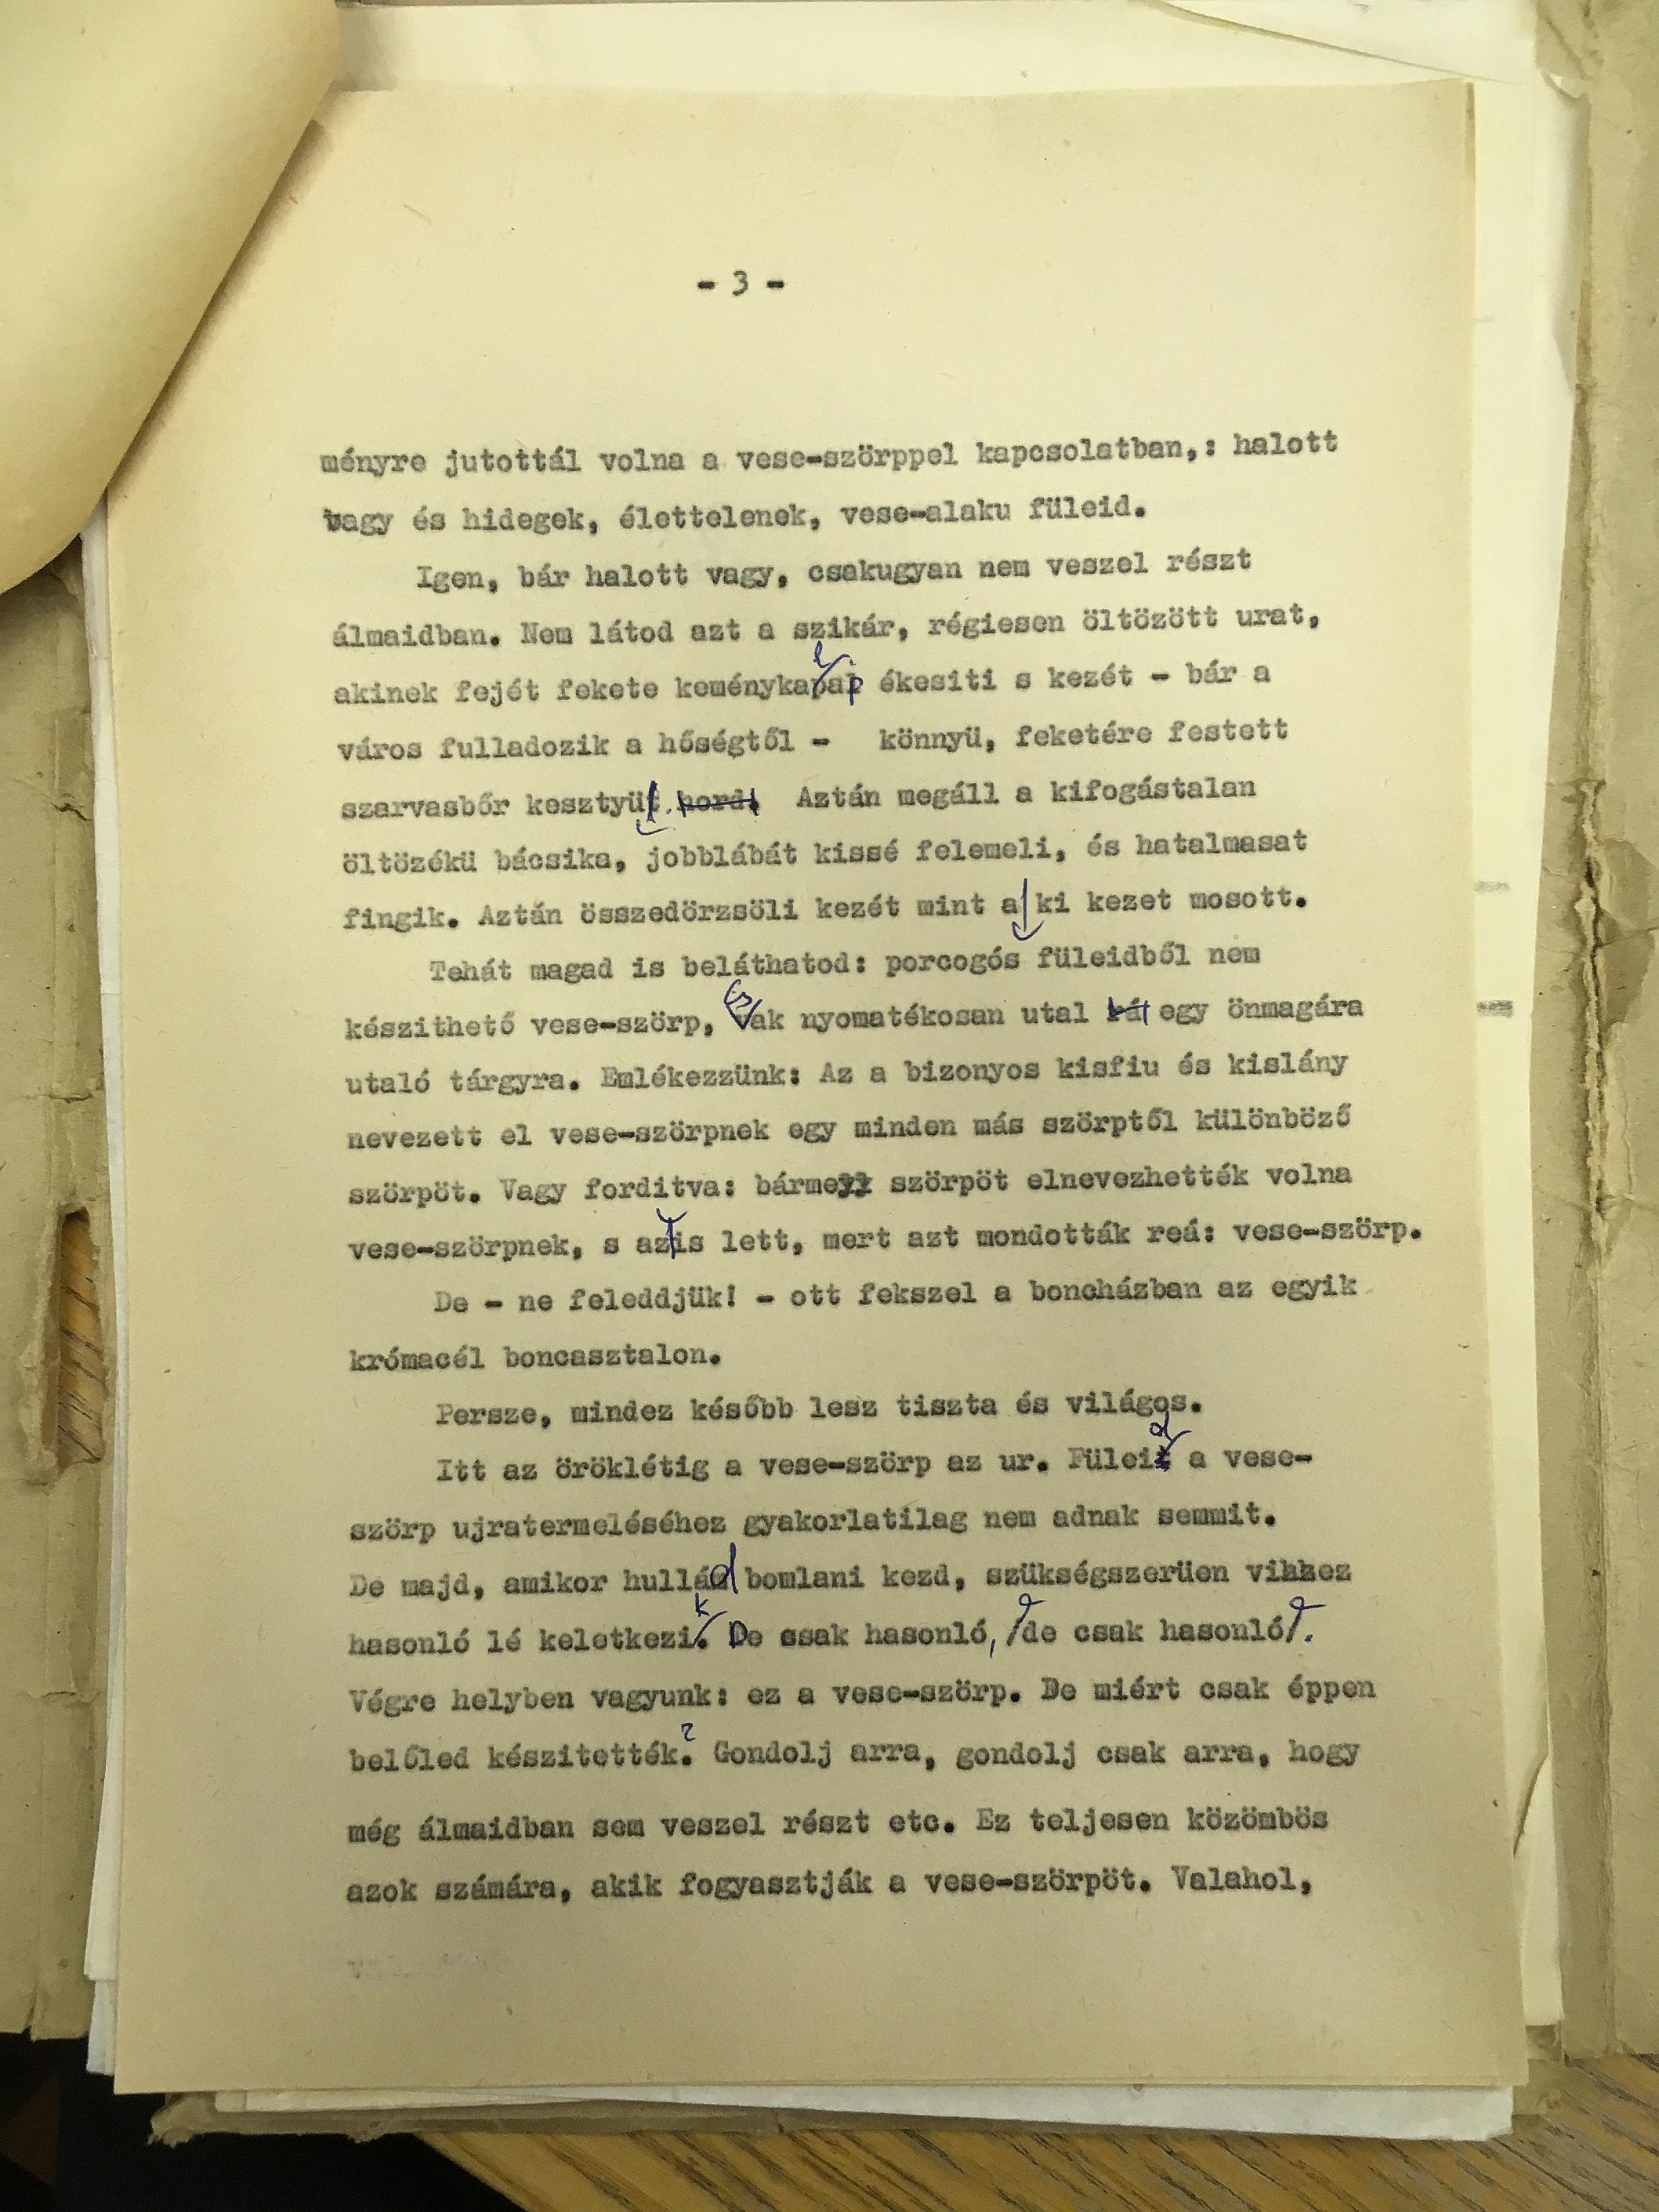 - 3 -
ményre jutottál volna a vese-szörppel kapcsolatban,: halott
vagy és hidegek, élettelenek, vese-alaku füleid.
Igen, bár halott vagy, csakugyan nem veszel részt
álmaidban. Nem látod azt a szikár, régiesen öltözött urat,
akinek fejét fekete keménykalap ékesiti s kezét - bár a
város fulladozik a hőségtől - könnyü, feketére festett
szarvasbőr kesztyü. hord. Aztán megáll a kifogástalan
öltözékü bácsika, jobblábát kissé felemeli, és hatalmasat
fingik. Aztán összedörzsöli kezét mint a ki kezet mosott.
Tehát magad is beláthatod: porcogós füleidből nem
készithető vese-szörp, csak nyomatékosan utal bár egy önmagára
utaló tárgyra. Emlékezzünk: Az a bizonyos kisfiu és kislány
nevezett el vese-szörpnek egy minden más szörptől különböző
szörpöt. Vagy forditva: bármely szörpöt elnevezhették volna
vese-szörpnek, s az is lett, mert azt mondották reá: vese-szörp.
De - ne feleddjük! - ott fekszel a boncházban az egyik
krómacél boncasztalon.
Persze, mindez később lesz tiszta és világos.
Itt az öröklétig a vese-szörp az ur. Füleid a vese-
szörp ujratermeléséhez gyakorlatilag nem adnak semmit.
De majd, amikor hullád bomlani kezd, szükségszerüen vihhez
hasonló lé keletkezik. De csak hasonló, de csak hasonló.
Végre helyben vagyunk: ez a vese-szörp. De miért csak éppen
belőled készitették? Gondolj arra, gondolj csak arra, hogy
még álmaidban sem veszel részt etc. Ez teljesen közömbös
azok számára, akik fogyasztják a vese-szörpöt. Valahol,